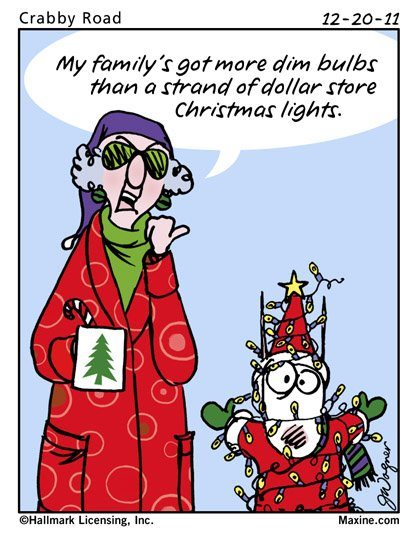 Crabby Road 12-20-11
My family's got more dim bulbs
than a strand of dollar store
Christmas lights.
JWagner
©Hallmark Licensing, Inc. Maxine.com